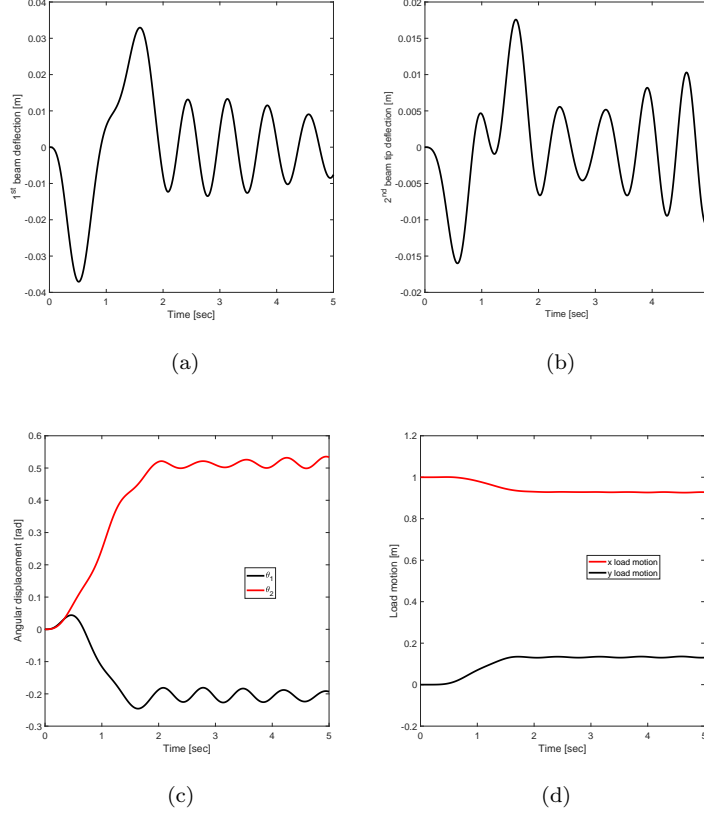 0.04
0.03
0.02
0.01
0
-0.01
-0.02
-0.03
-0.04
1st beam deflection [m]
0 1 2 3 4 5
Time [sec]
(a)
0.02
0.015
0.01
0.005
0
-0.005
-0.01
-0.015
-0.02
2nd beam tip deflection [m]
0 1 2 3 4 5
Time [sec]
(b)
0.6
0.5
0.4
0.3
0.2
0.1
0
-0.1
-0.2
-0.3
Angular displacement [rad]
θ1
θ2
0 1 2 3 4 5
Time [sec]
(c)
1.2
1
0.8
0.6
0.4
0.2
0
-0.2
Load motion [m]
x load motion
y load motion
0 1 2 3 4 5
Time [sec]
(d)